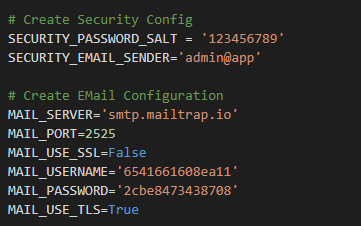 # Create Security Config
SECURITY_PASSWORD_SALT = '123456789'
SECURITY_EMAIL_SENDER='admin@app'
# Create EMail Configuration
MAIL_SERVER='smtp.mailtrap.io'
MAIL_PORT=2525
MAIL_USE_SSL=False
MAIL_USERNAME='6541661608ea11'
MAIL_PASSWORD='2cbe8473438708'
MAIL_USE_TLS=True